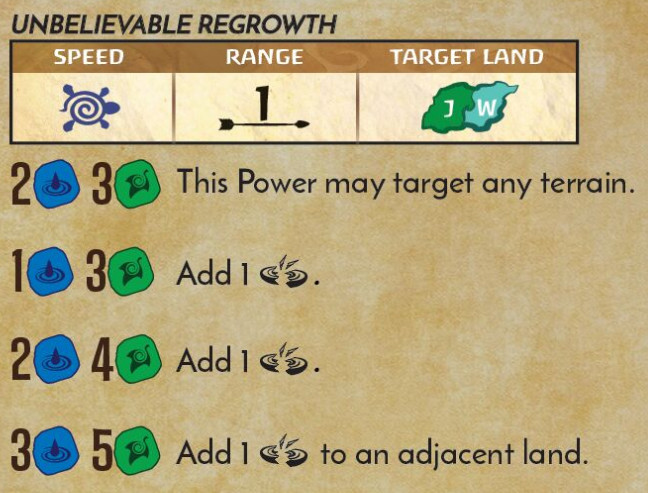 UNBELIEVABLE REGROWTH
SPEED RANGE TARGET LAND
1 J W
2 3 This Power may target any terrain.
1 3 Add 1 .
2 4 Add 1 .
3 5 Add 1 to an adjacent land.